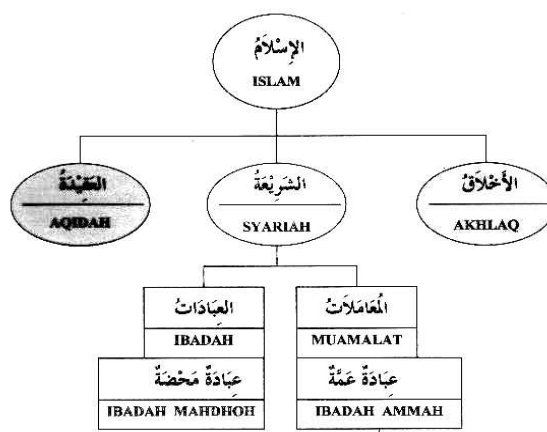 الإِسْلَامُ
ISLAM
العَقِيْدَةُ
AQIDAH
الشَّرِيْعَةُ
SYARIAH
الأَخْلَاقُ
AKHLAQ
العِبَادَاتُ
IBADAH
المُعَامَلَاتُ
MUAMALAT
عِبَادَةٌ مَحْضَةٌ
IBADAH MAHDHOH
عِبَادَةٌ عَمَّةٌ
IBADAH AMMAH